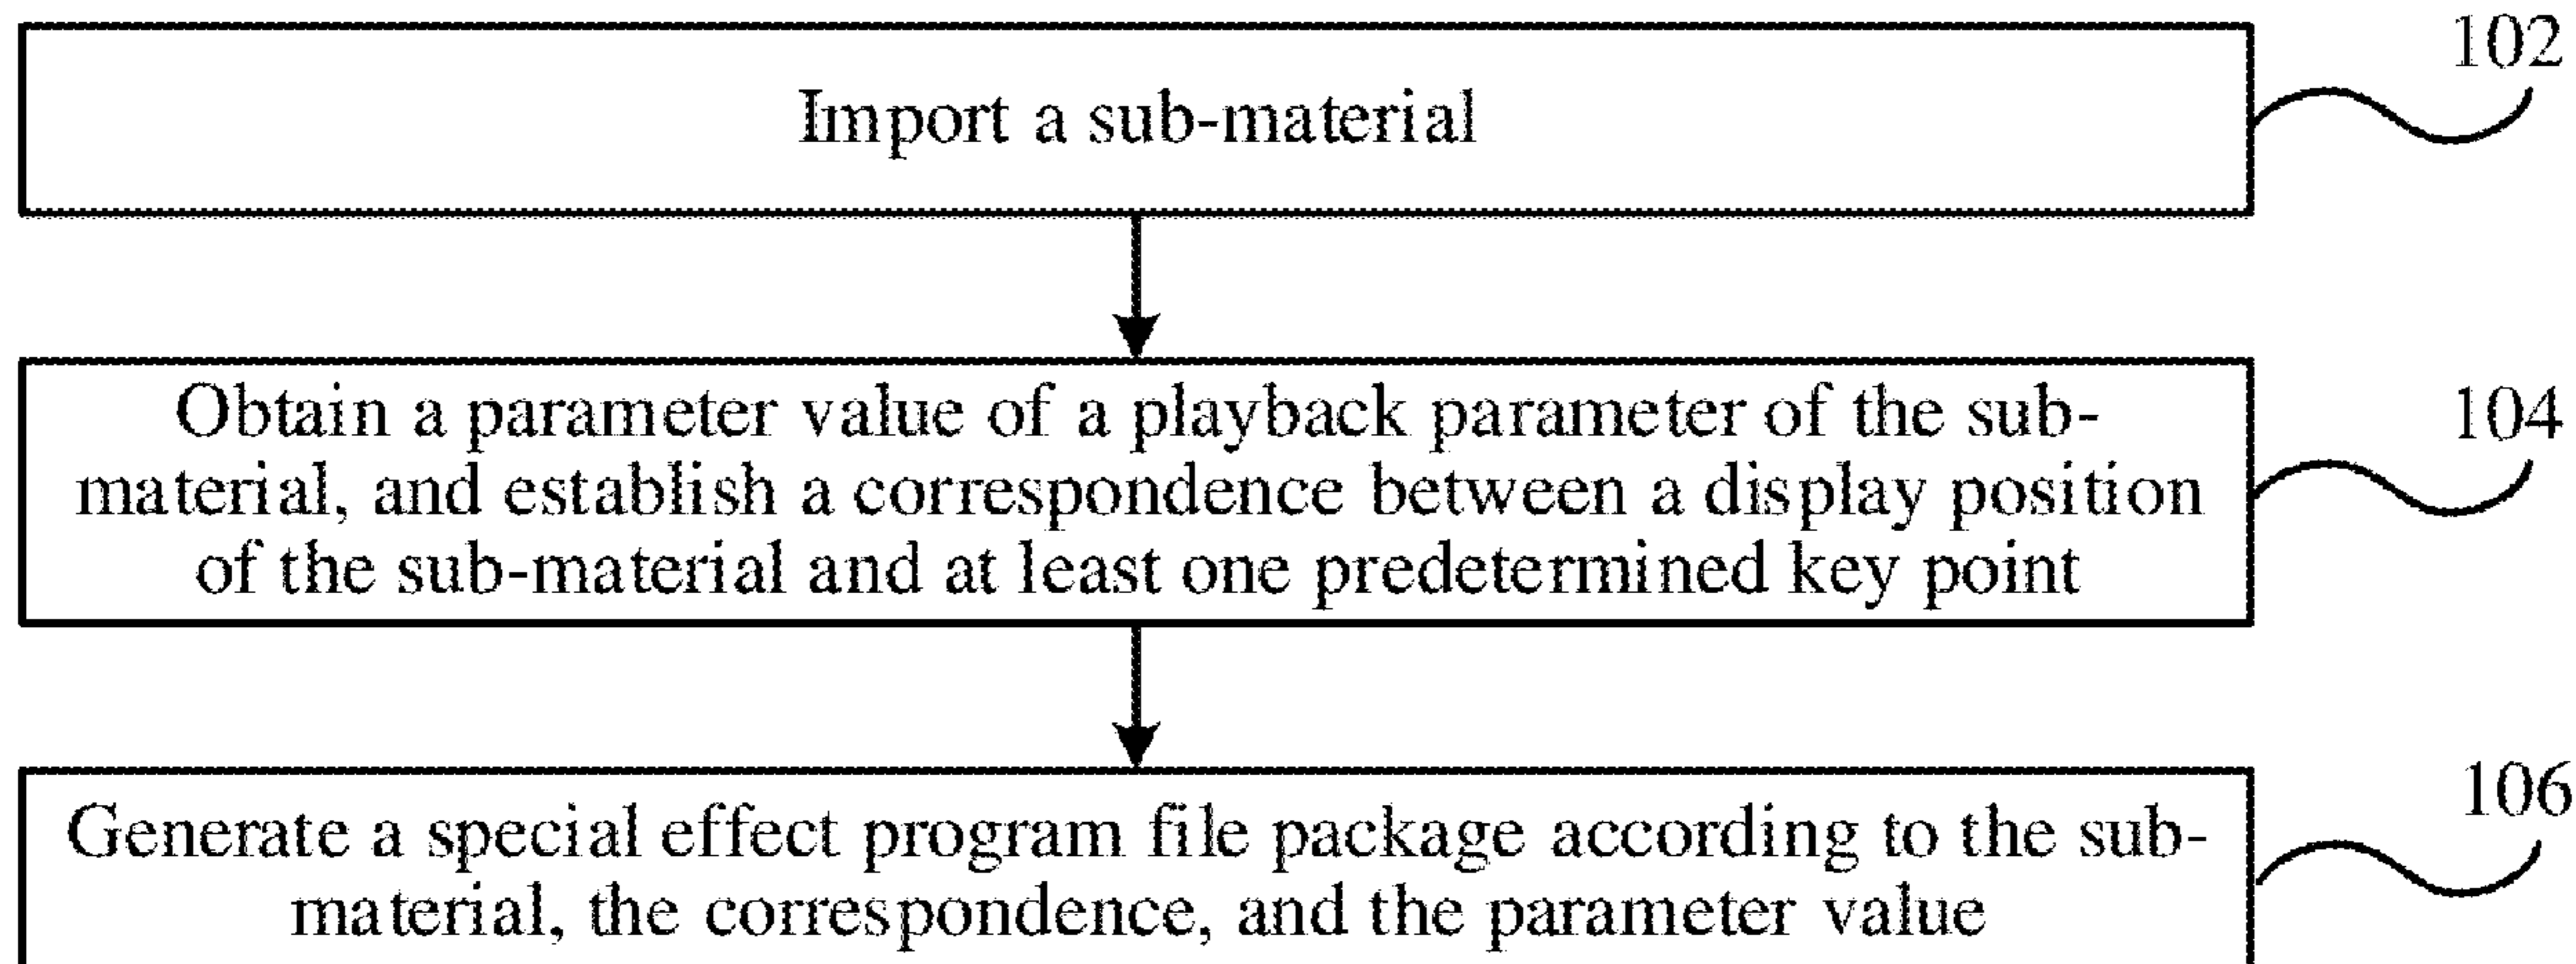 102
Import a sub-material
Obtain a parameter value of a playback parameter of the sub-
104
material, and establish a correspondence between a display position
of the sub-material and at least one predetermined key point
106
Generate a special effect program file package according to the sub-
material, the correspondence, and the parameter value